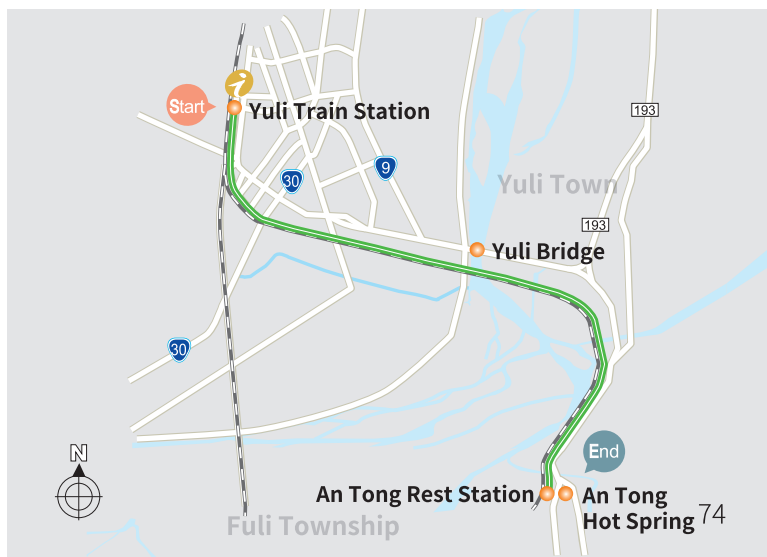 193
i
Start
Yuli Train Station
9
30
Yuli Town
193
Yuli Bridge
30
N
End
An Tong Rest Station
An Tong
Hot Spring
74
Fuli Township